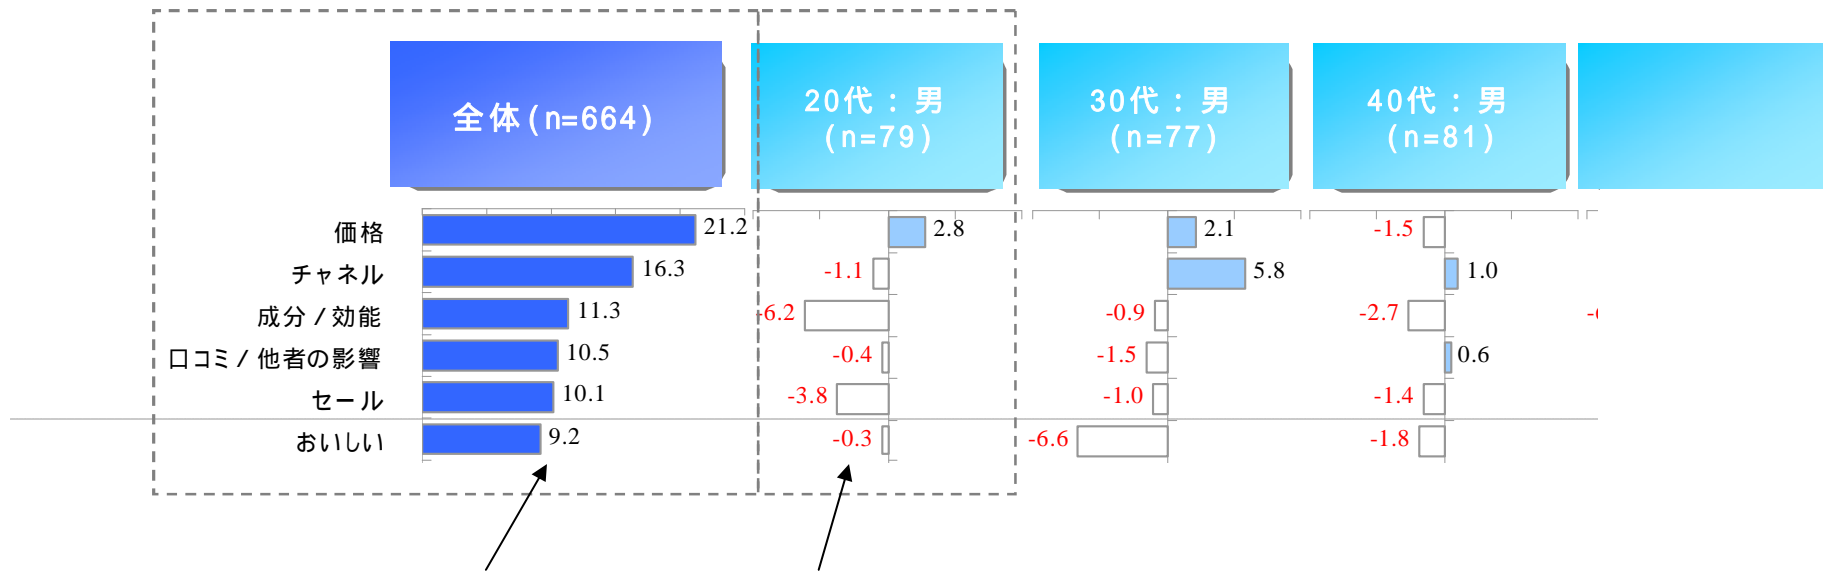 全体(n=664)
20代：男
(n=79)
30代：男
(n=77)
40代：男
(n=81)
価格 21.2 2.8 2.1 -1.5
チャネル 16.3 -1.1 5.8 1.0
成分/効能 11.3 -6.2 -0.9 -2.7
口コミ/他者の影響 10.5 -0.4 -1.5 0.6
セール 10.1 -3.8 -1.0 -1.4
おいしい 9.2 -0.3 -6.6 -1.8